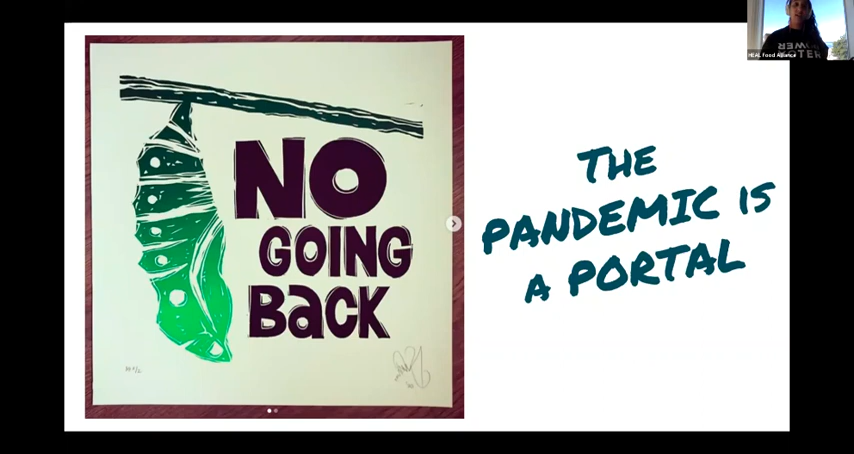 NO
GOING
BacK
THE
PANDEMIC IS
A PORTAL
HEAL Food Alliance